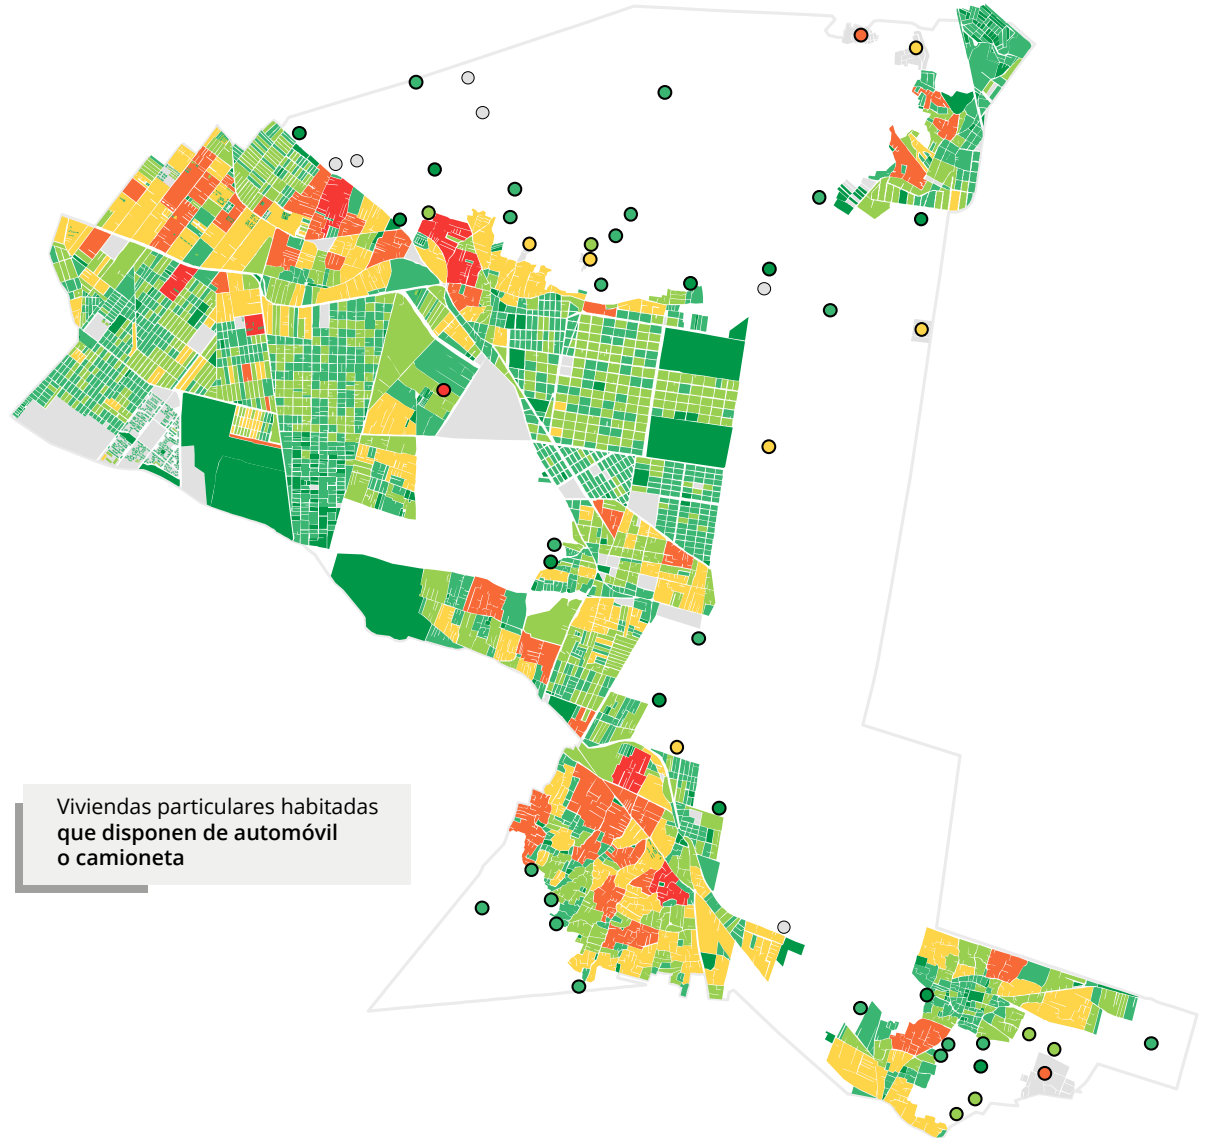 Viviendas particulares habitadas
que disponen de automóvil
o camioneta